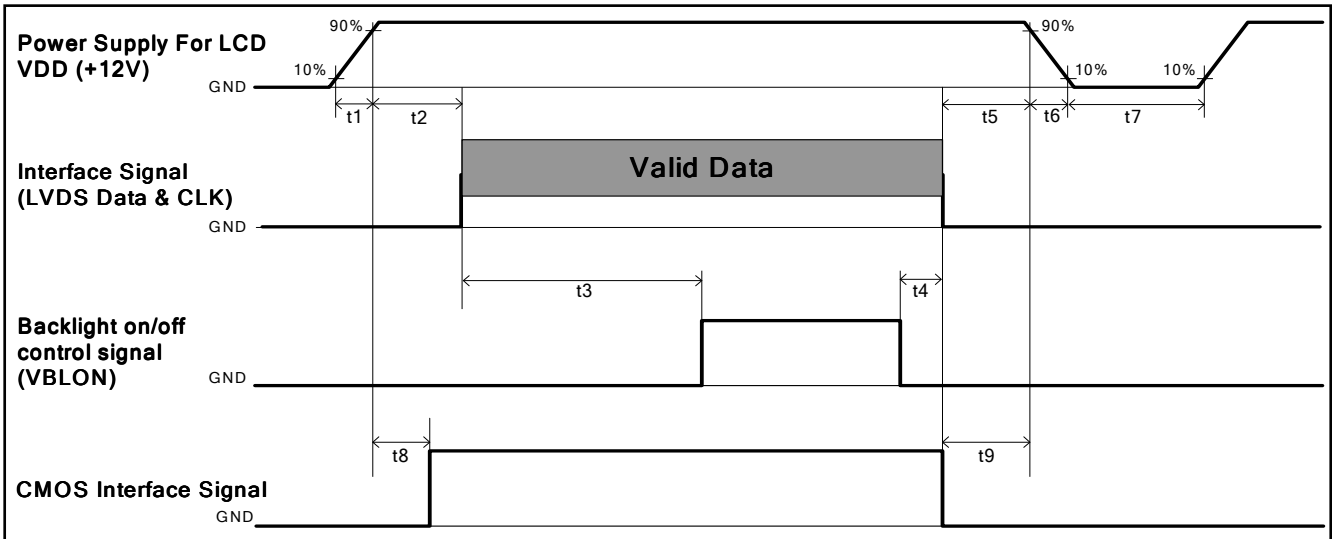 Power Supply For LCD
VDD (+12V)
90%
10%
GND
90%
10%
10%
t1
t2
t5
t6
t7
Interface Signal
(LVDS Data & CLK)
GND
Valid Data
t3
t4
Backlight on/off
control signal
(VBLON)
GND
t8
t9
CMOS Interface Signal
GND